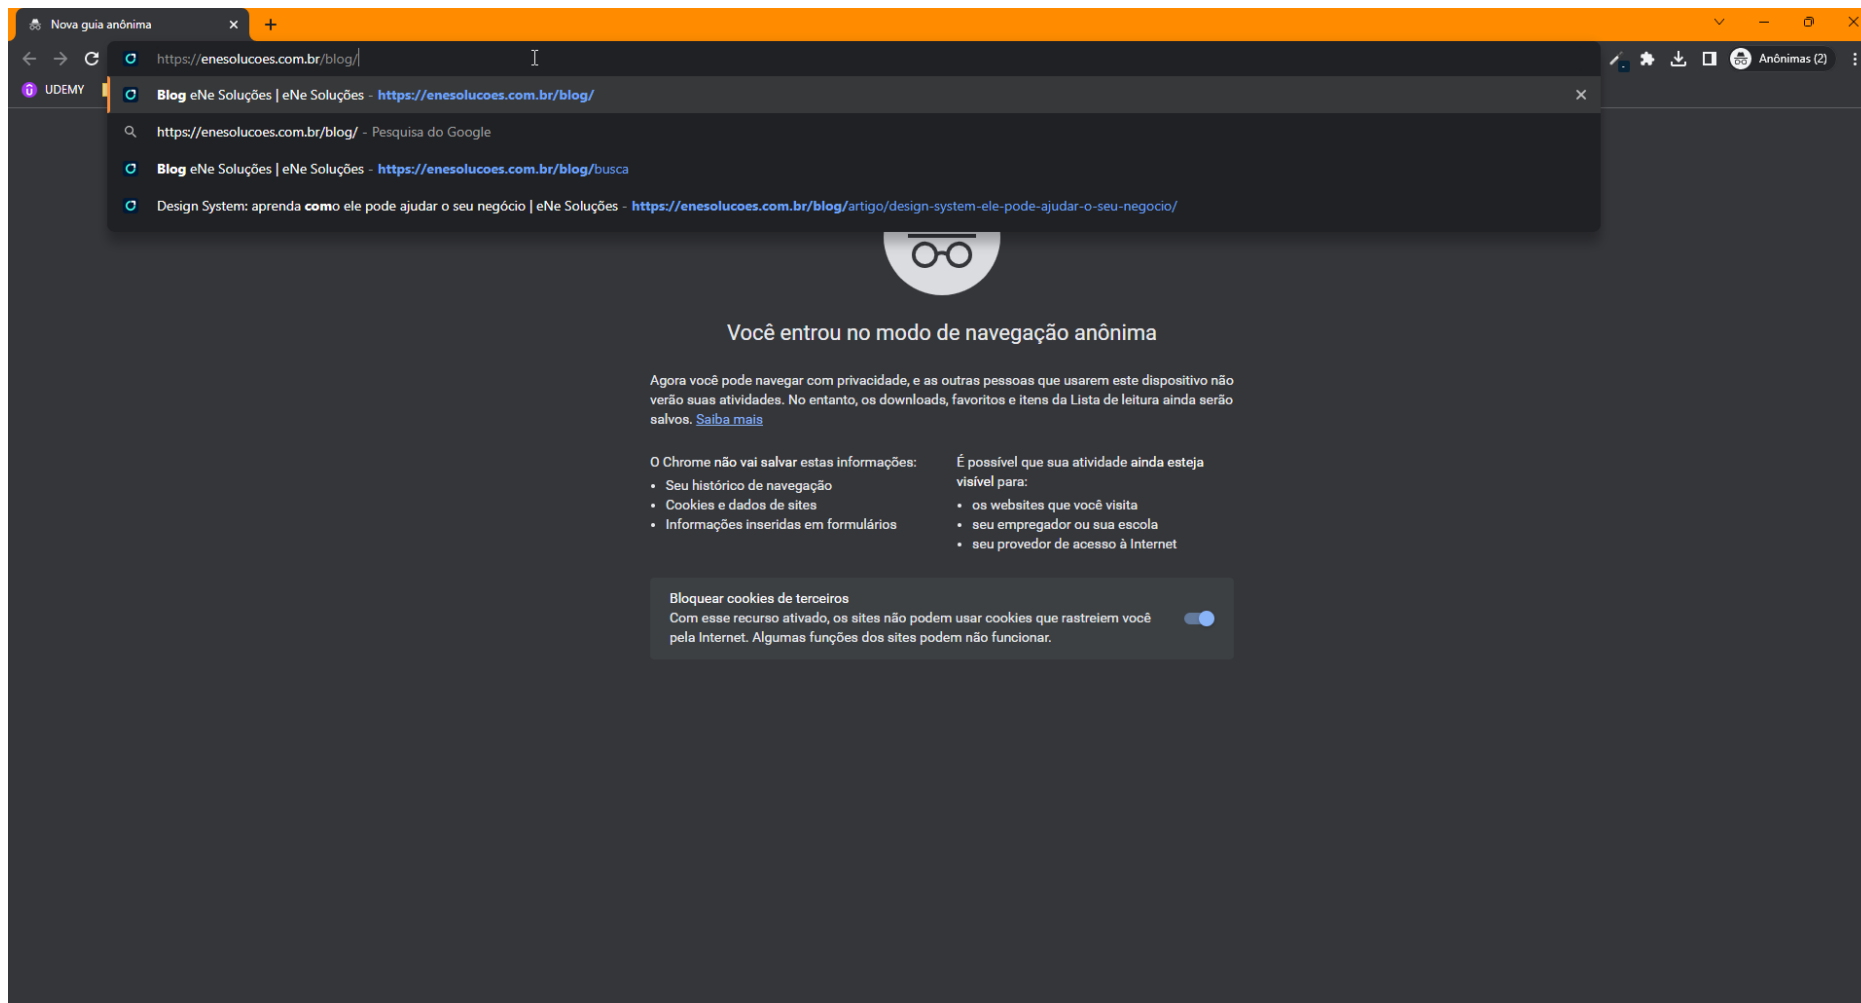 Nova guia anônima
https://enesolucoes.com.br/blog/
Anônimas (2)
UDEMY
Blog eNe Soluções | eNe Soluções - https://enesolucoes.com.br/blog/
https://enesolucoes.com.br/blog/ - Pesquisa do Google
Blog eNe Soluções | eNe Soluções - https://enesolucoes.com.br/blog/busca
Design System: aprenda como ele pode ajudar o seu negócio | eNe Soluções - https://enesolucoes.com.br/blog/artigo/design-system-ele-pode-ajudar-o-seu-negocio/
Você entrou no modo de navegação anônima
Agora você pode navegar com privacidade, e as outras pessoas que usarem este dispositivo não
verão suas atividades. No entanto, os downloads, favoritos e itens da Lista de leitura ainda serão
salvos. Saiba mais
O Chrome não vai salvar estas informações:
• Seu histórico de navegação
• Cookies e dados de sites
• Informações inseridas em formulários
É possível que sua atividade ainda esteja
visível para:
• os websites que você visita
• seu empregador ou sua escola
• seu provedor de acesso à Internet
Bloquear cookies de terceiros
Com esse recurso ativado, os sites não podem usar cookies que rastreiem você
pela Internet. Algumas funções dos sites podem não funcionar.